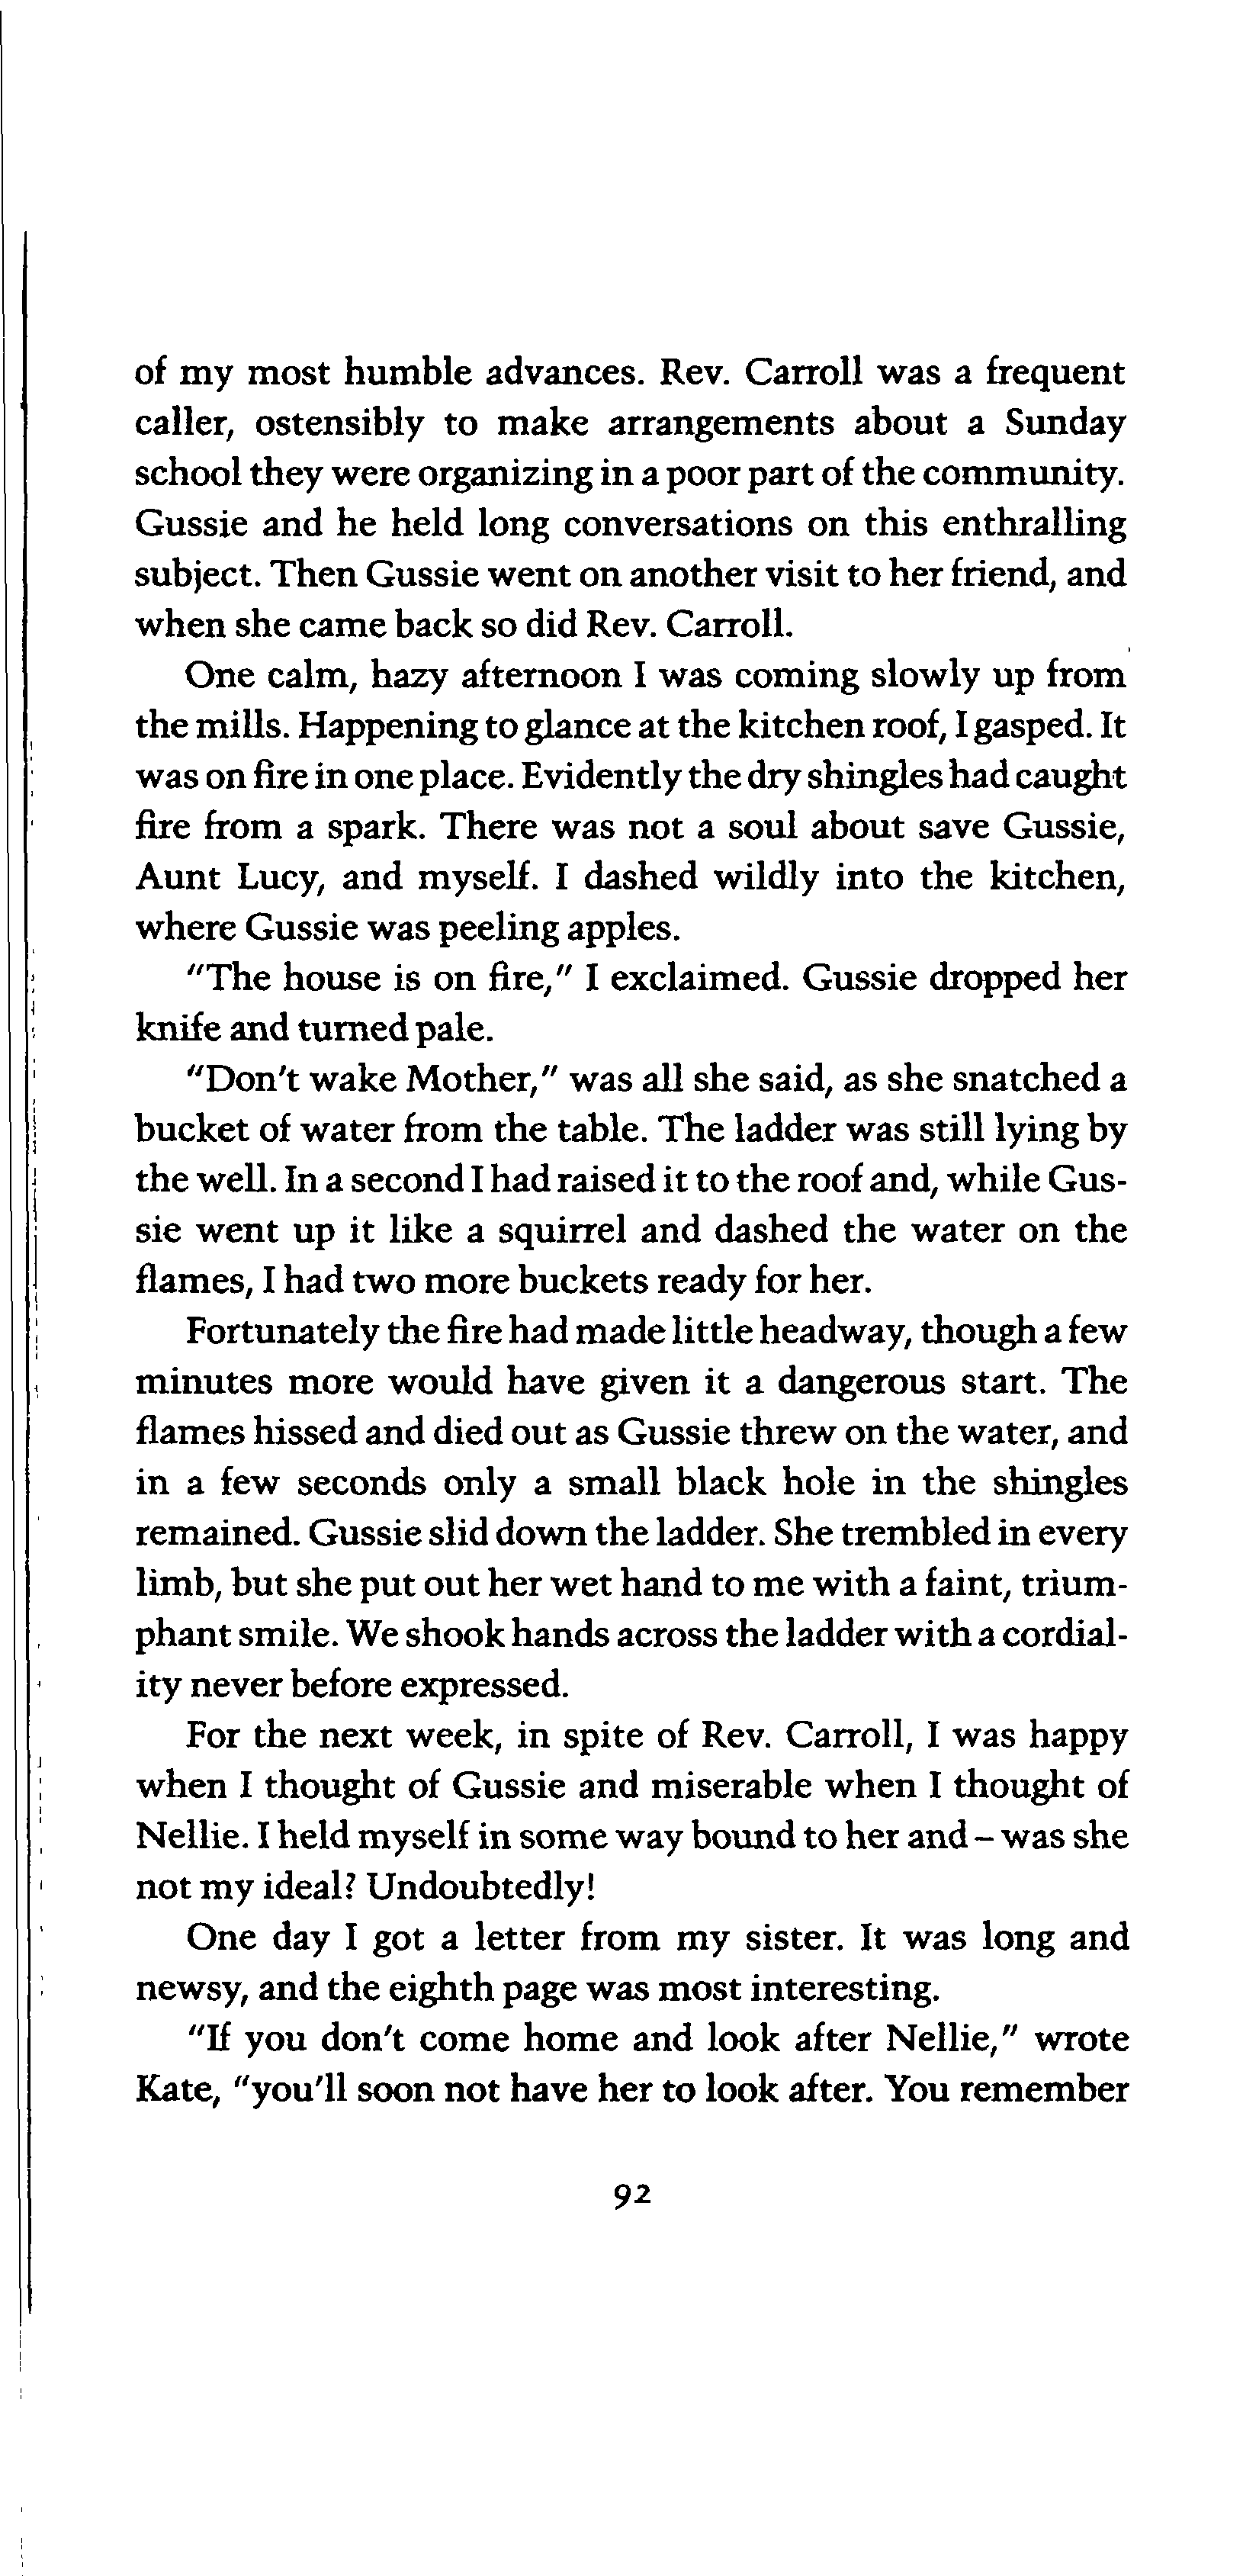 of my most humble advances. Rev. Carroll was a frequent
caller, ostensibly to make arrangements about a Sunday
school they were organizing in a poor part of the community.
Gussie and he held long conversations on this enthralling
subject. Then Gussie went on another visit to her friend, and
when she came back so did Rev. Carroll.
One calm, hazy afternoon I was coming slowly up from
the mills. Happening to glance at the kitchen roof, I gasped. It
was on fire in one place. Evidently the dry shingles had caught
fire from a spark. There was not a soul about save Gussie,
Aunt Lucy, and myself. I dashed wildly into the kitchen,
where Gussie was peeling apples.
"The house is on fire," I exclaimed. Gussie dropped her
knife and turned pale.
"Don't wake Mother," was all she said, as she snatched a
bucket of water from the table. The ladder was still lying by
the well. In a second I had raised it to the roof and, while Gus-
sie went up it like a squirrel and dashed the water on the
flames, I had two more buckets ready for her.
Fortunately the fire had made little headway, though a few
minutes more would have given it a dangerous start. The
flames hissed and died out as Gussie threw on the water, and
in a few seconds only a small black hole in the shingles
remained. Gussie slid down the ladder. She trembled in every
limb, but she put out her wet hand to me with a faint, trium-
phant smile. We shook hands across the ladder with a cordial-
ity never before expressed.
For the next week, in spite of Rev. Carroll, I was happy
when I thought of Gussie and miserable when I thought of
Nellie. I held myself in some way bound to her and – was she
not my ideal? Undoubtedly!
One day I got a letter from my sister. It was long and
newsy, and the eighth page was most interesting.
"If you don't come home and look after Nellie," wrote
Kate, "you'll soon not have her to look after. You remember
92